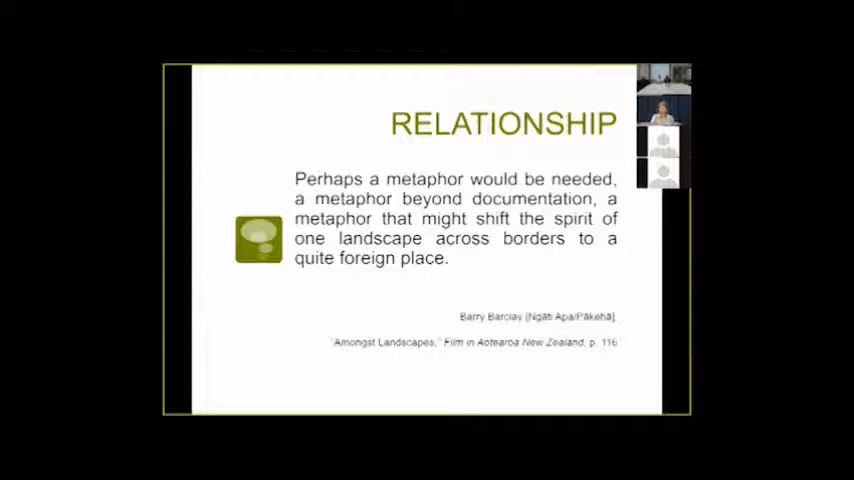 RELATIONSHIP
Perhaps a metaphor would be needed,
a metaphor beyond documentation, a
metaphor that might shift the spirit of
one landscape across borders to a
quite foreign place.
Barry Barclay [Ngāti Apa/Pākehā],
"Amongst Landscapes," Film in Aotearoa New Zealand, p. 116